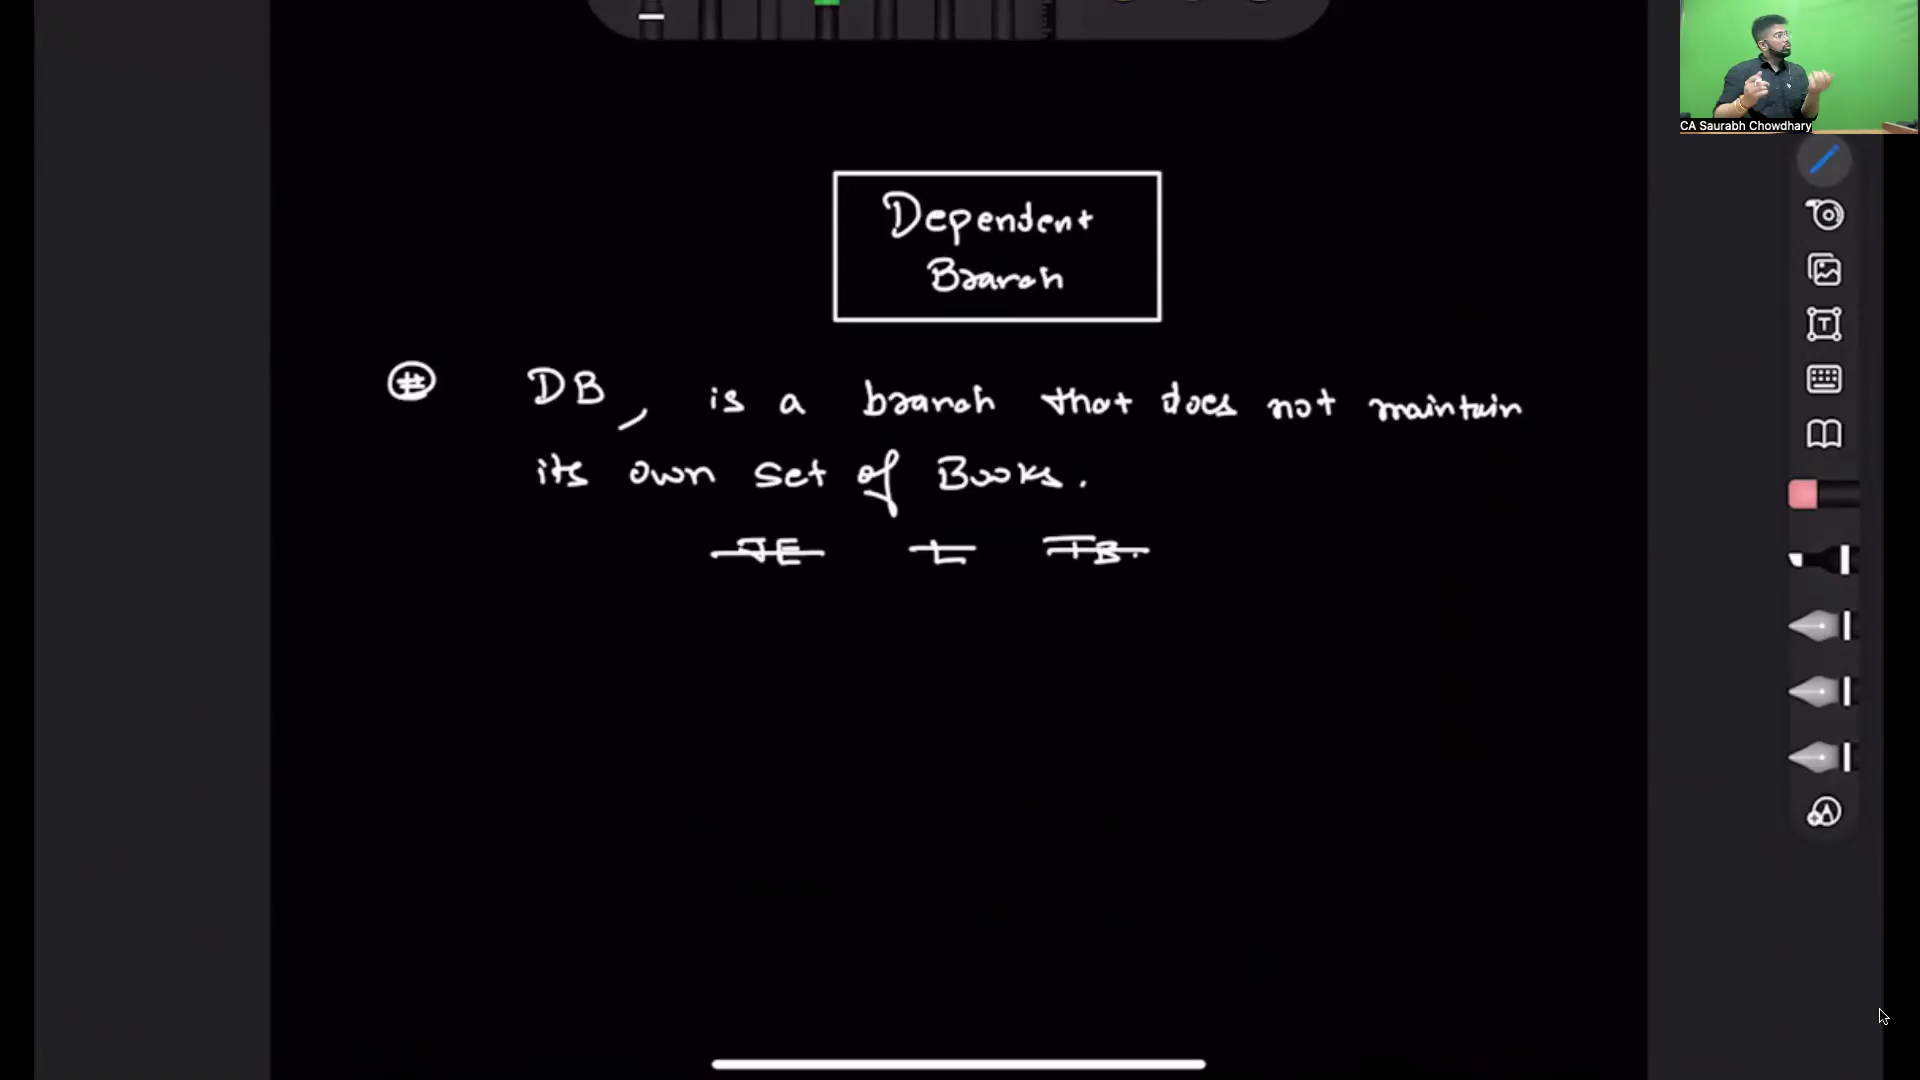 CA Saurabh Chowdhary
Dependent
Branch
# DB, is a branch that does not maintain
its own set of Books.
JE L TB.